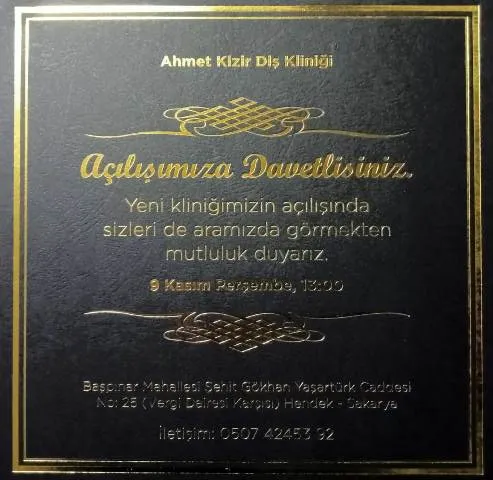 Ahmet Kizir Diş Kliniği
Açılışımıza Davetlisiniz.
Yeni kliniğimizin açılışında
sizleri de aramızda görmekten
mutluluk duyarız.
9 Kasım Perşembe, 13:00
Başpınar Mahallesi Şehit Gökhan Yaşartürk Caddesi
No: 25 (Vergi Dairesi Karşısı) Hendek - Sakarya
İletişim: 0507 42453 92